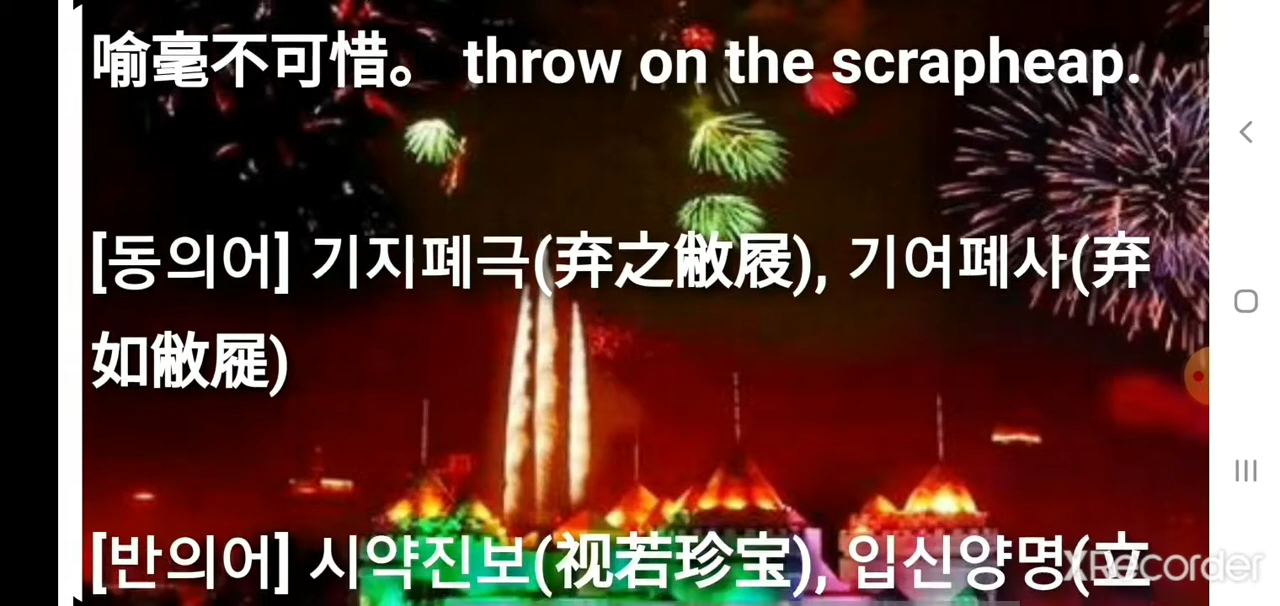 喻毫不可惜。 throw on the scrapheap.
[동의어] 기지폐극(弃之敝屐), 기여폐사(弃
如敝屣)
[반의어] 시약진보(视若珍宝), 입신양명(立
XRecorder